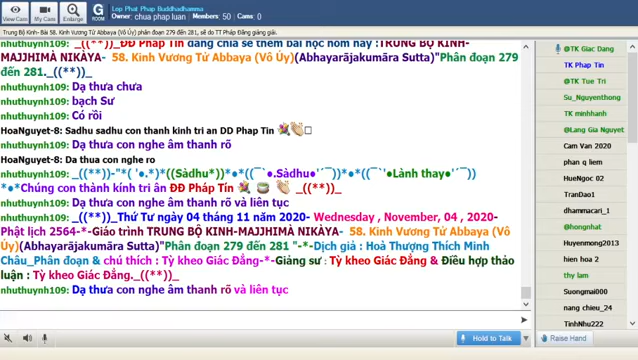 Lep Phat Phap Buddhadhamma
Owner: chua phap luan / Members: 50 / Cams: 0
View Cam
My Cam
Enlarge
G
ROOM
Trung Bộ Kinh- Bài 58. Kinh Vương Tử Abbaya (Vô Úy) phân đoạn 279 đến 281, sẽ do TT Pháp Đăng giảng giải.
nhuthuynh109: _((**)_ĐĐ Pháp Tín đang chia sẻ thêm bài học hôm nay :TRUNG BỘ KINH-
MAJJHIMA NIKÀYA- 58. Kinh Vương Tử Abbaya (Vô Úy) (Abhayarājakumāra Sutta)"Phân đoạn 279
đến 281._((**)_
nhuthuynh109: Dạ thưa chưa
nhuthuynh109: bạch Sư
nhuthuynh109: Có rồi
HoaNguyet-8: Sadhu sadhu con thanh kinh tri an DD Phap Tin
nhuthuynh109: Dạ thưa con nghe âm thanh rõ
HoaNguyet-8: Da thua con nghe ro
nhuthuynh109: _((**)_-"*( '●.*)*((Sàdhu))*●*((¯`●.Sàdhu●'´¯))*●*((¯`'●Lành thay●'´¯))
*●*Chúng con thành kính tri ân ĐĐ Pháp Tín _((**)_
nhuthuynh109: Dạ thưa con nghe âm thanh rõ và liên tục
nhuthuynh109: _((**)_Thứ Tư ngày 04 tháng 11 năm 2020- Wednesday , November, 04 , 2020-
Phật lịch 2564-*-Giáo trình TRUNG BỘ KINH-MAJJHIMA NIKÀYA- 58. Kinh Vương Tử Abbaya (Vô
Úy)(Abhayarājakumāra Sutta)"Phân đoạn 279 đến 281 "-*-Dịch giả : Hoà Thượng Thích Minh
Châu_Phân đoạn & chú thích : Tỳ kheo Giác Đẳng-*-Giảng sư : Tỳ kheo Giác Đẳng & Điều hợp thảo
luận : Tỳ kheo Giác Đẳng._((**)_
nhuthuynh109: Dạ thưa con nghe âm thanh rõ và liên tục
@TK Giac Dang
TK Phap Tin
@TK Tue Tri
Su_Nguyenthong
TK minhhanh
@Lang Gia Nguyet
Cam Van 2020
phan q liem
HueNgoc 02
TranDao1
dhammacari_1
@hongnhat
Huyenmong2013
hien hoa 2
thy lam
Suongmai000
nang chieu_24
TinhNhu222
Hold to Talk
Raise Hand